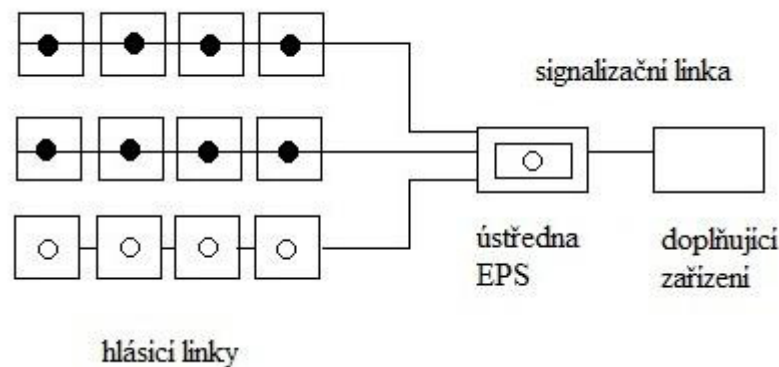 signalizační linka
ústředna
EPS
doplňující
zařízení
hlásicí linky